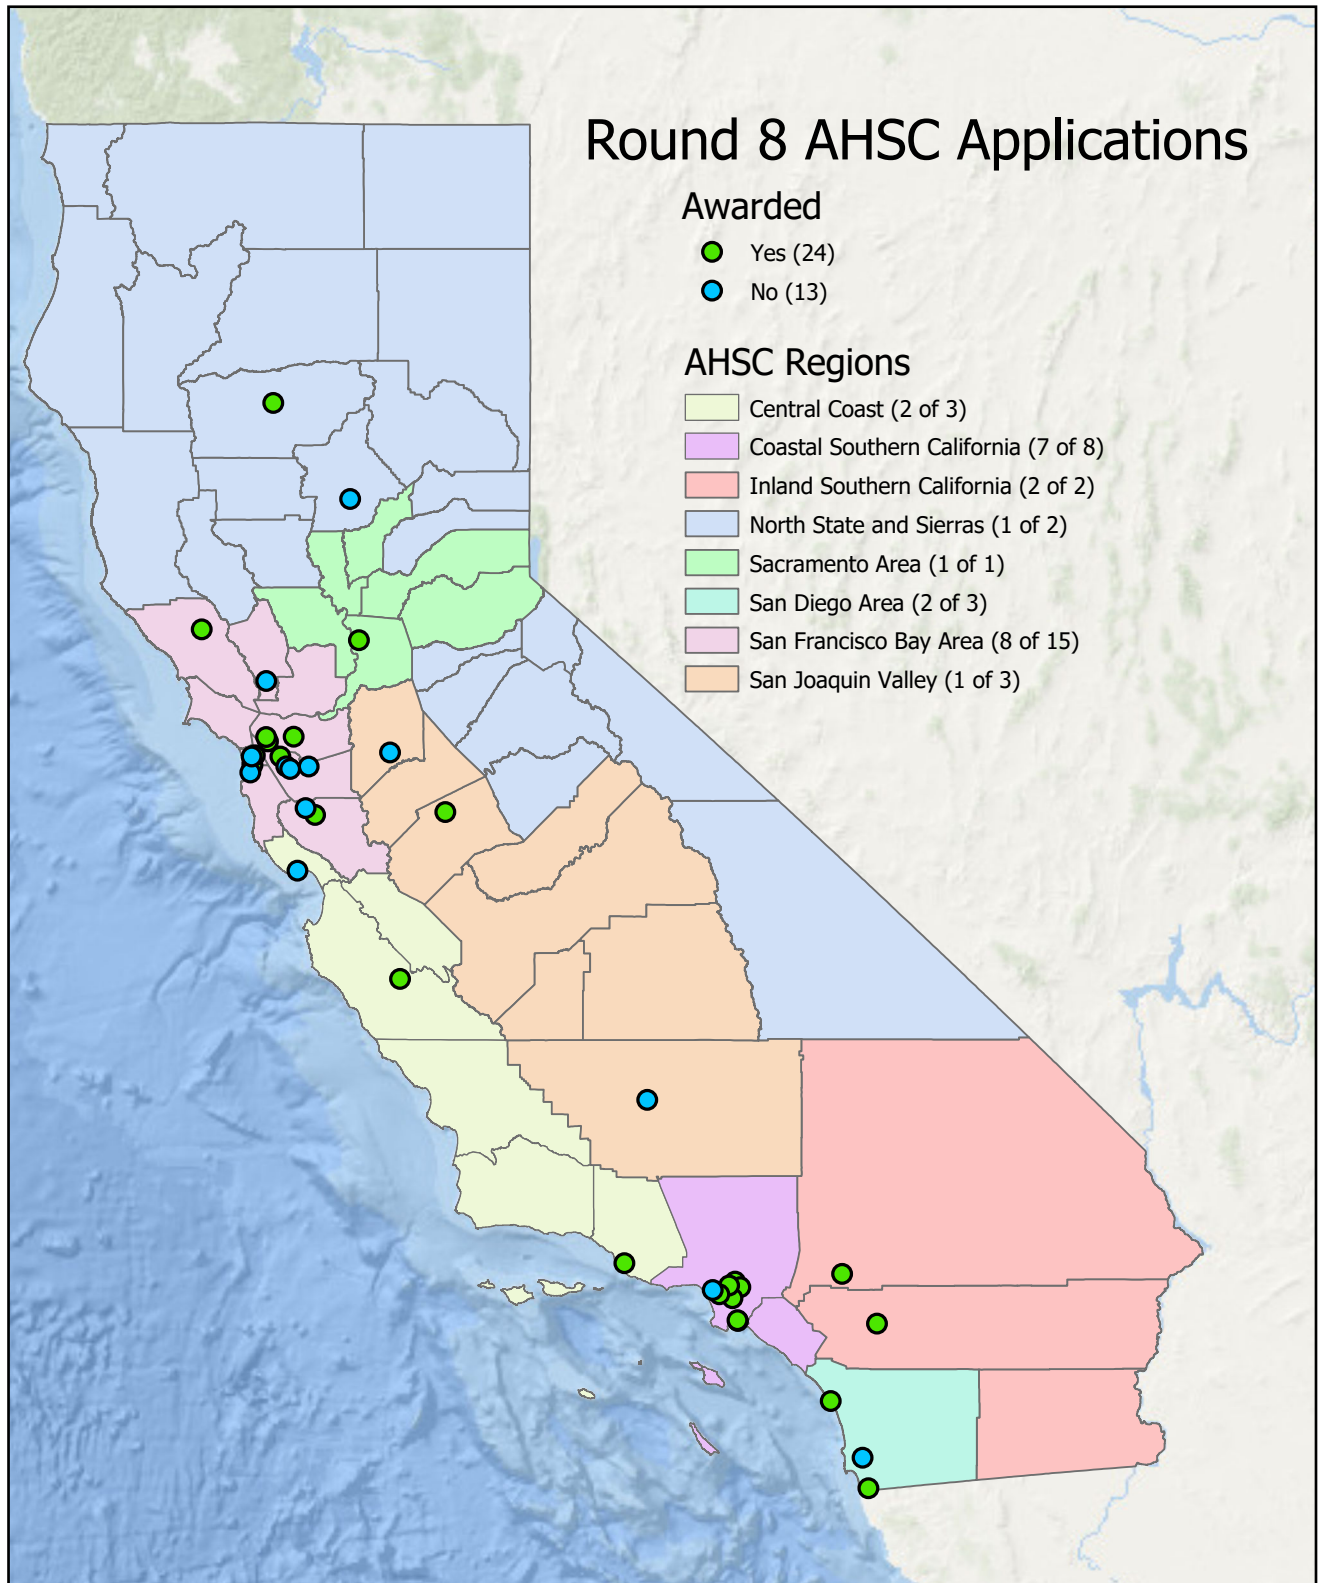 Round 8 AHSC Applications
Awarded
Yes (24)
No (13)
AHSC Regions
Central Coast (2 of 3)
Coastal Southern California (7 of 8)
Inland Southern California (2 of 2)
North State and Sierras (1 of 2)
Sacramento Area (1 of 1)
San Diego Area (2 of 3)
San Francisco Bay Area (8 of 15)
San Joaquin Valley (1 of 3)